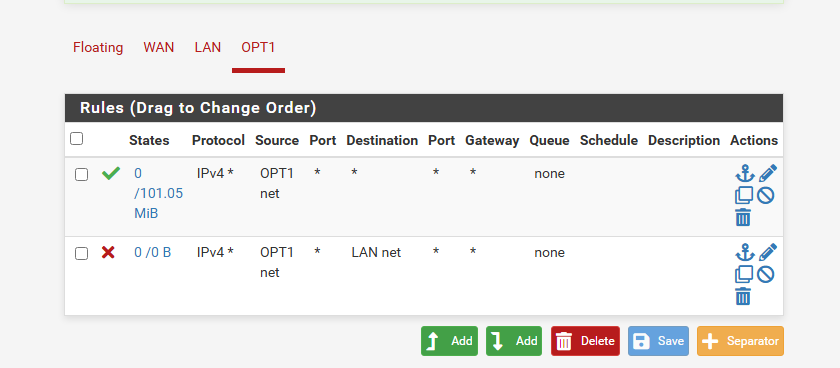 Floating WAN LAN OPT1
Rules (Drag to Change Order)
States Protocol Source Port Destination Port Gateway Queue Schedule Description Actions
0 IPv4 * OPT1 * * * * none
/101.05 net
MiB
0 /0 B IPv4 * OPT1 * LAN net * * none
net
Add Add Delete Save Separator